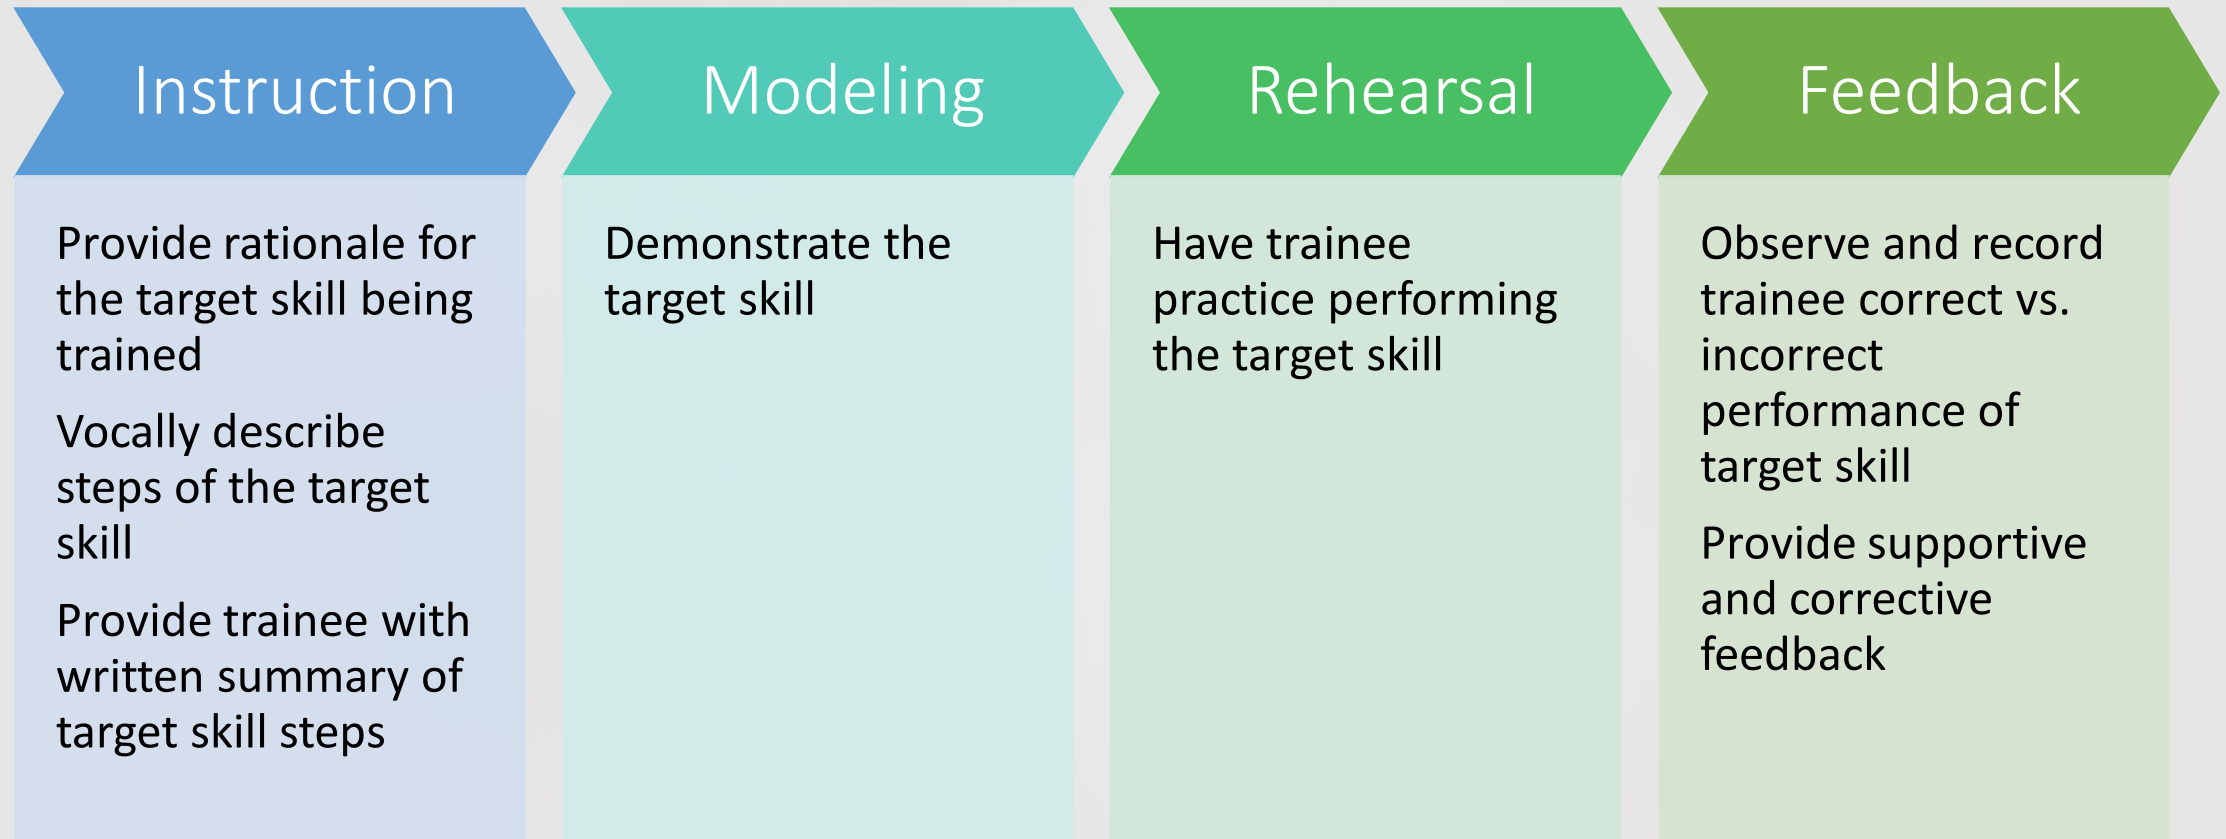 Instruction
Provide rationale for
the target skill being
trained
Vocally describe
steps of the target
skill
Provide trainee with
written summary of
target skill steps
Modeling
Demonstrate the
target skill
Rehearsal
Have trainee
practice performing
the target skill
Feedback
Observe and record
trainee correct vs.
incorrect
performance of
target skill
Provide supportive
and corrective
feedback